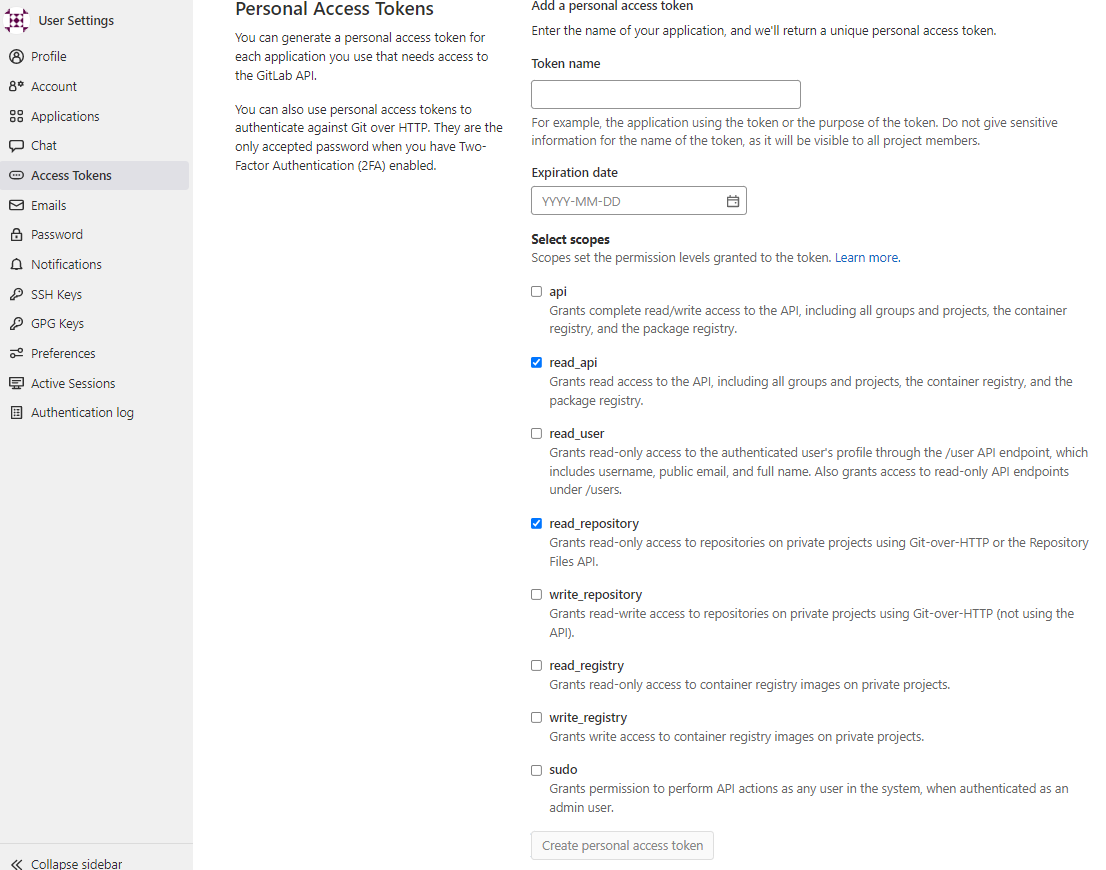 User Settings
Profile
Account
Applications
Chat
Access Tokens
Emails
Password
Notifications
SSH Keys
GPG Keys
Preferences
Active Sessions
Authentication log
Collapse sidebar
Personal Access Tokens
You can generate a personal access token for
each application you use that needs access to
the GitLab API.
You can also use personal access tokens to
authenticate against Git over HTTP. They are the
only accepted password when you have Two-
Factor Authentication (2FA) enabled.
Add a personal access token
Enter the name of your application, and we'll return a unique personal access token.
Token name
For example, the application using the token or the purpose of the token. Do not give sensitive
information for the name of the token, as it will be visible to all project members.
Expiration date
YYYY-MM-DD
Select scopes
Scopes set the permission levels granted to the token. Learn more.
api
Grants complete read/write access to the API, including all groups and projects, the container
registry, and the package registry.
read_api
Grants read access to the API, including all groups and projects, the container registry, and the
package registry.
read_user
Grants read-only access to the authenticated user's profile through the /user API endpoint, which
includes username, public email, and full name. Also grants access to read-only API endpoints
under /users.
read_repository
Grants read-only access to repositories on private projects using Git-over-HTTP or the Repository
Files API.
write_repository
Grants read-write access to repositories on private projects using Git-over-HTTP (not using the
API).
read_registry
Grants read-only access to container registry images on private projects.
write_registry
Grants write access to container registry images on private projects.
sudo
Grants permission to perform API actions as any user in the system, when authenticated as an
admin user.
Create personal access token